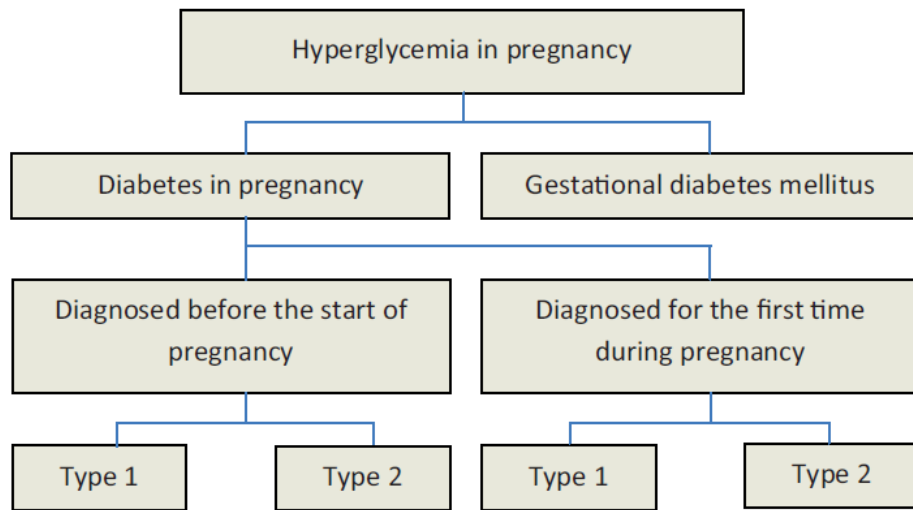 Hyperglycemia in pregnancy
Diabetes in pregnancy
Gestational diabetes mellitus
Diagnosed before the start of
pregnancy
Diagnosed for the first time
during pregnancy
Type 1
Type 2
Type 1
Type 2